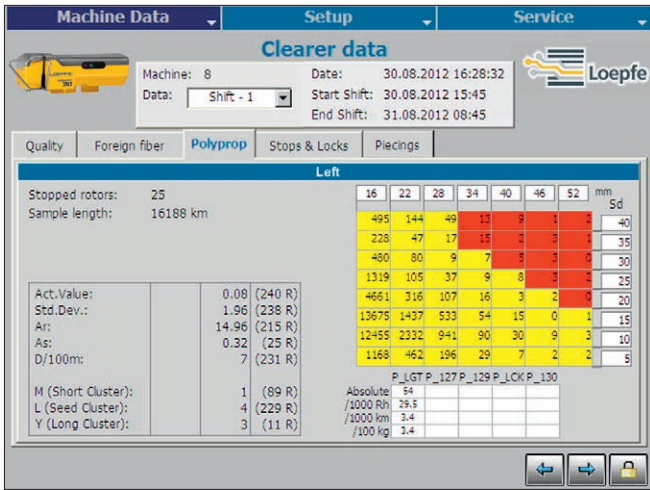 Machine Data Setup Service
Clearer data
LOEPFE
Loepfe
Machine: 8 Date: 30.08.2012 16:28:32
Data: Shift - 1 Start Shift: 30.08.2012 15:45
End Shift: 31.08.2012 08:45
Quality Foreign fiber Polyprop Stops & Locks Piecings
Left
Stopped rotors: 25
Sample length: 16188 km
16 22 28 34 40 46 52 mm
Sd
495 144 49 13 9 1 2 40
228 47 17 15 2 3 1 35
480 80 9 7 5 3 0 30
1319 105 37 9 8 3 2 25
4661 316 107 16 3 2 0 20
13675 1437 533 54 15 0 1 15
12455 2332 941 90 30 9 3 10
1168 462 196 29 7 2 2 5
Act.Value: 0.08 (240 R)
Std.Dev.: 1.96 (238 R)
Ar: 14.96 (215 R)
As: 0.32 (25 R)
D/100m: 7 (231 R)
M (Short Cluster): 1 (89 R)
L (Seed Cluster): 4 (229 R)
Y (Long Cluster): 3 (11 R)
P_LGT P_127 P_129 P_LCK P_130
Absolute 54
/1000 Rh 29.5
/1000 km 3.4
/100 kg 3.4